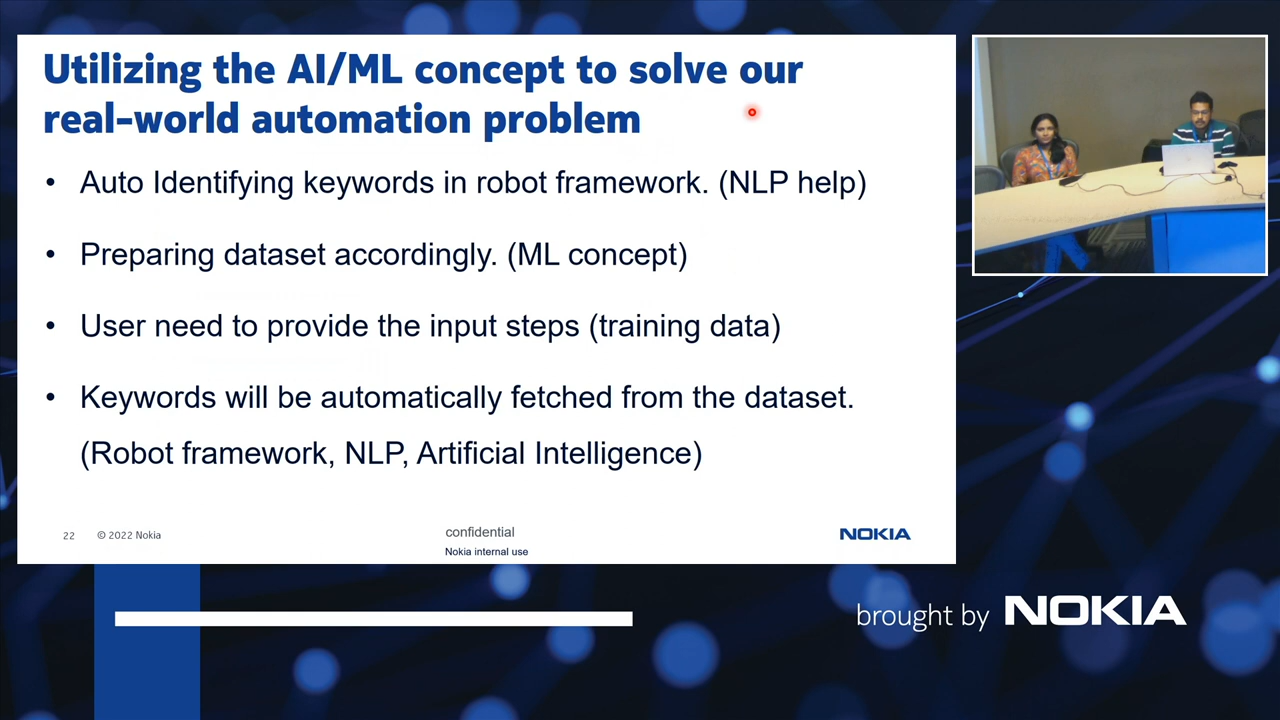 Utilizing the AI/ML concept to solve our
real-world automation problem
• Auto Identifying keywords in robot framework. (NLP help)
• Preparing dataset accordingly. (ML concept)
• User need to provide the input steps (training data)
• Keywords will be automatically fetched from the dataset.
(Robot framework, NLP, Artificial Intelligence)
22 © 2022 Nokia confidential NOKIA
Nokia internal use
brought by NOKIA